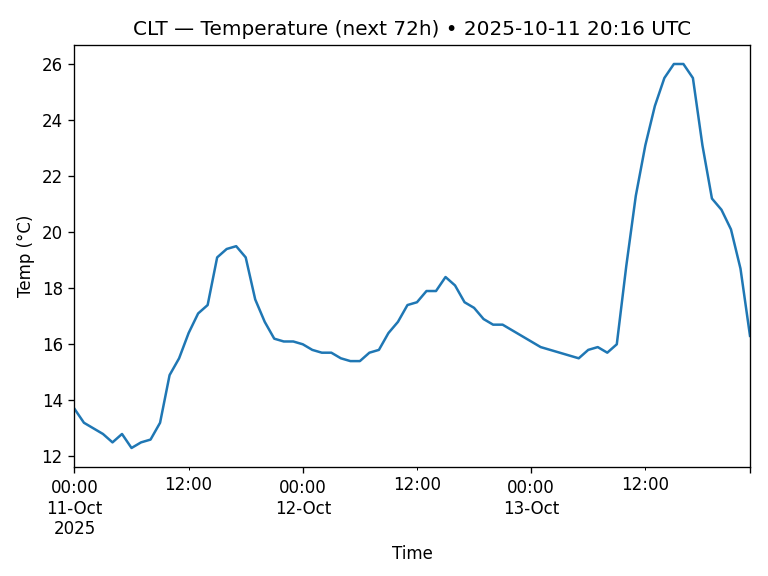 CLT — Temperature (next 72h) • 2025-10-11 20:16 UTC
26
24
22
20
18
16
14
12
Temp (°C)
00:00 12:00 00:00 12:00 00:00 12:00
11-Oct 12-Oct 13-Oct
2025
Time